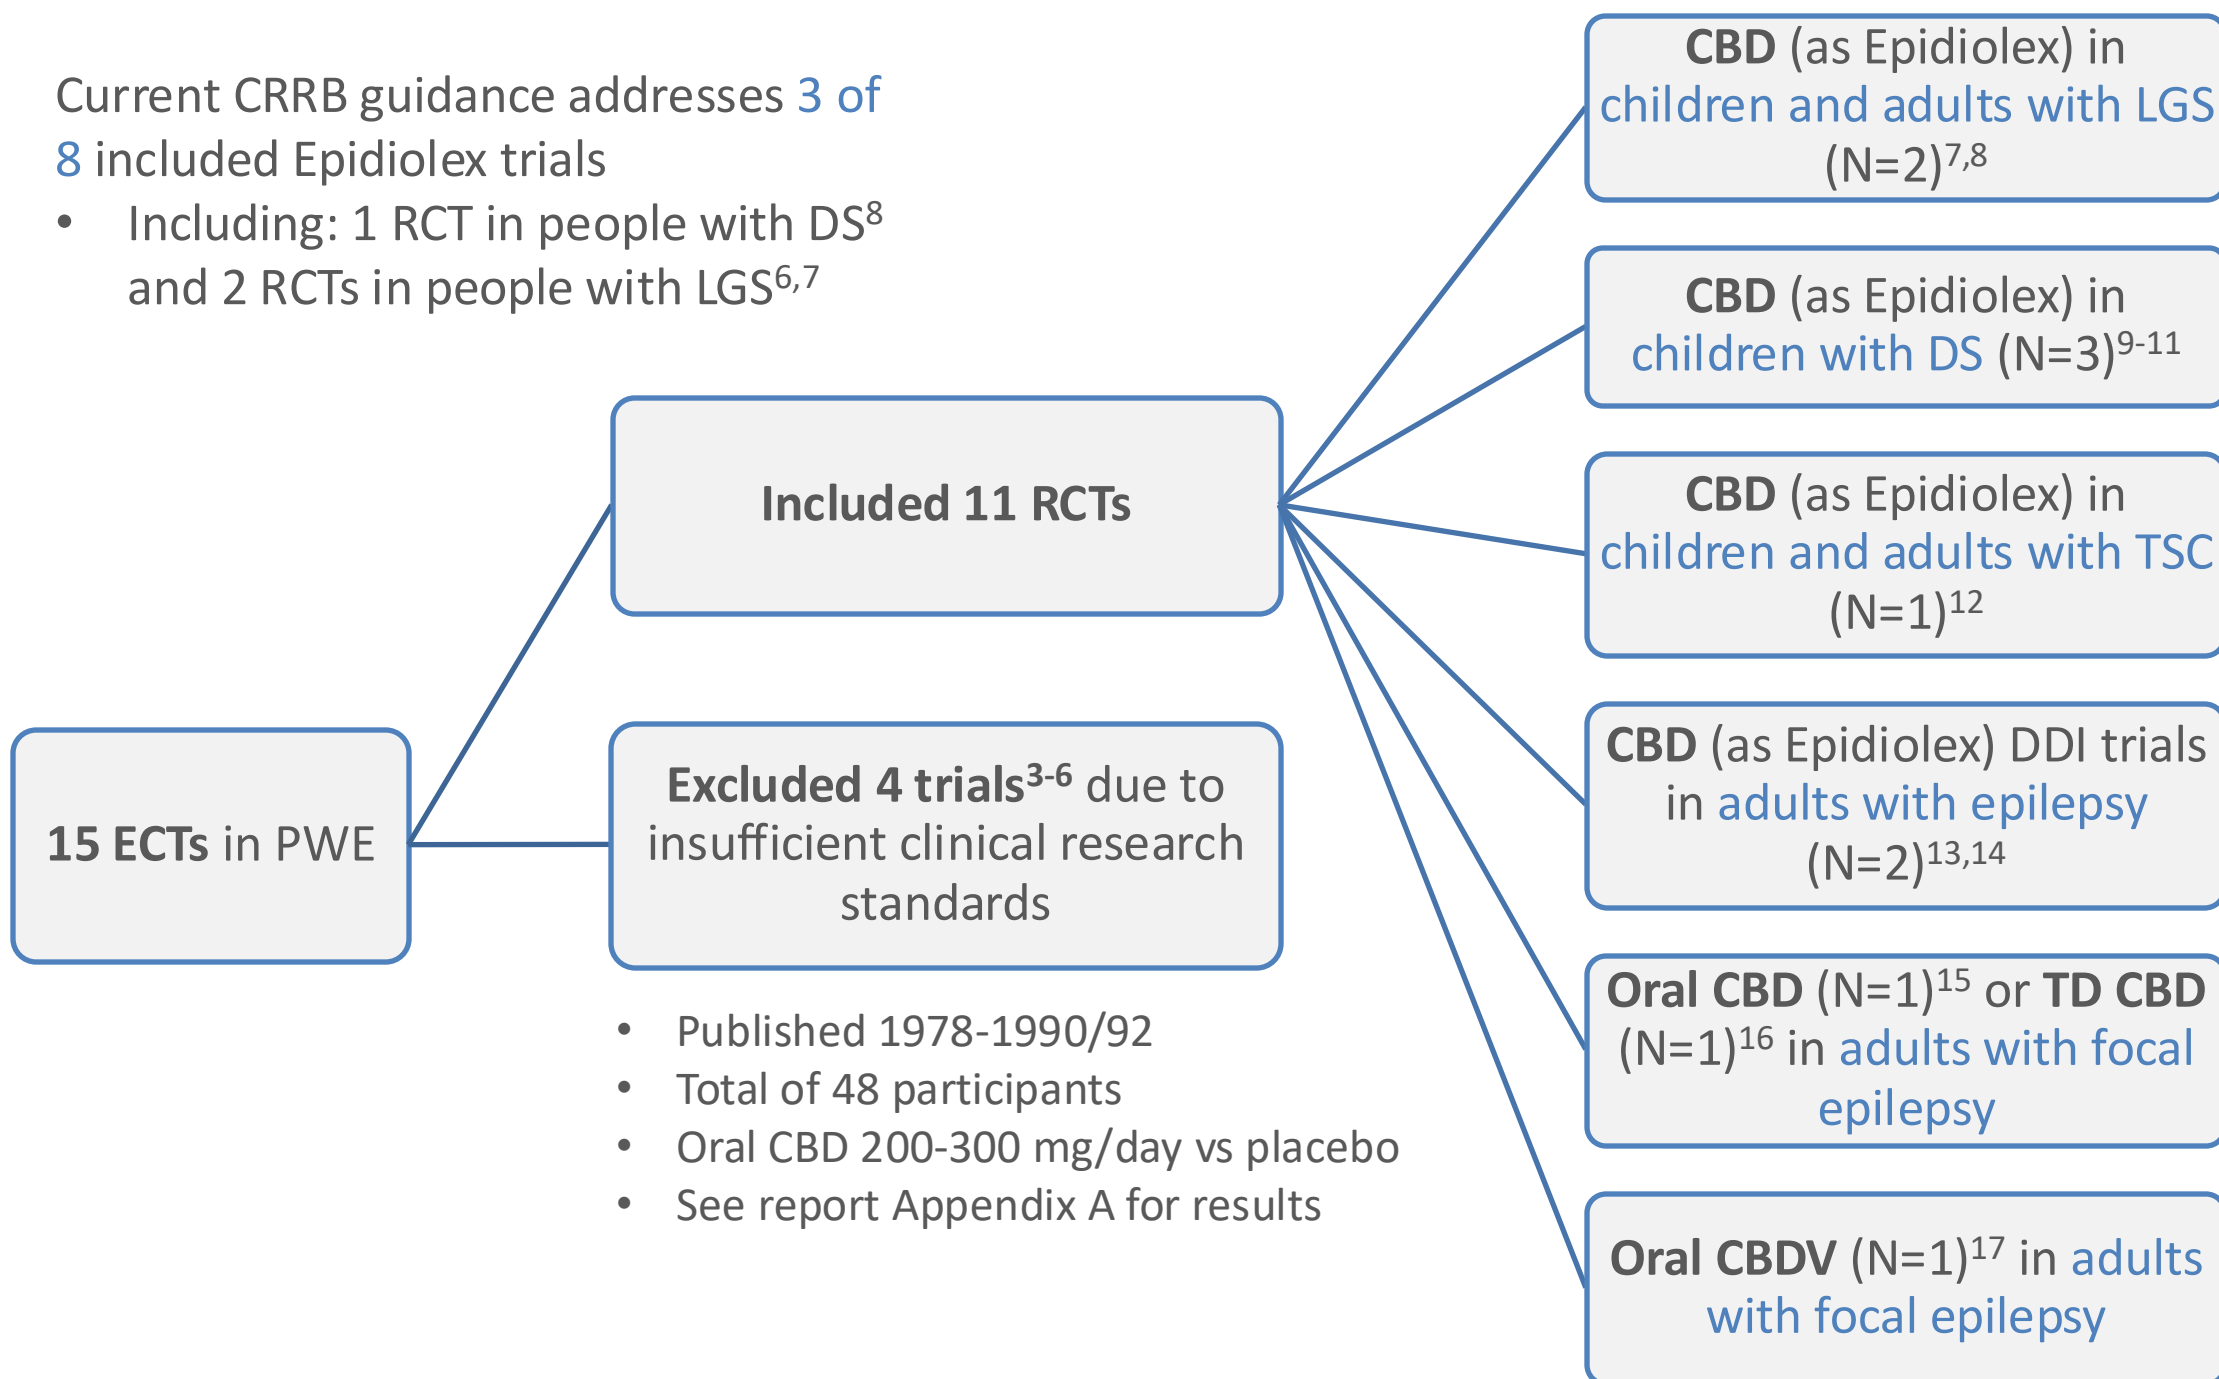 Current CRRB guidance addresses 3 of
8 included Epidiolex trials
• Including: 1 RCT in people with DS⁸
and 2 RCTs in people with LGS⁶,⁷
15 ECTs in PWE
Included 11 RCTs
Excluded 4 trials³⁻⁶ due to
insufficient clinical research
standards
• Published 1978-1990/92
• Total of 48 participants
• Oral CBD 200-300 mg/day vs placebo
• See report Appendix A for results
CBD (as Epidiolex) in
children and adults with LGS
(N=2)⁷,⁸
CBD (as Epidiolex) in
children with DS (N=3)⁹⁻¹¹
CBD (as Epidiolex) in
children and adults with TSC
(N=1)¹²
CBD (as Epidiolex) DDI trials
in adults with epilepsy
(N=2)¹³,¹⁴
Oral CBD (N=1)¹⁵ or TD CBD
(N=1)¹⁶ in adults with focal
epilepsy
Oral CBDV (N=1)¹⁷ in adults
with focal epilepsy